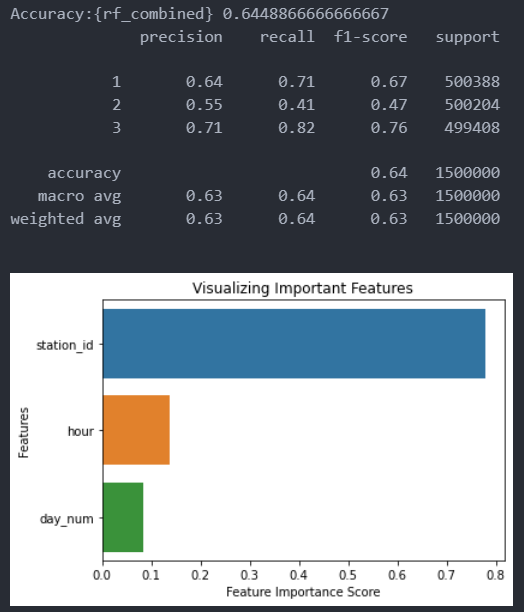 Accuracy:{rf_combined} 0.6448866666666667
precision recall f1-score support
1 0.64 0.71 0.67 500388
2 0.55 0.41 0.47 500204
3 0.71 0.82 0.76 499408
accuracy 0.64 1500000
macro avg 0.63 0.64 0.63 1500000
weighted avg 0.63 0.64 0.63 1500000
Visualizing Important Features
station_id
hour
day_num
Features
0.0 0.1 0.2 0.3 0.4 0.5 0.6 0.7 0.8
Feature Importance Score